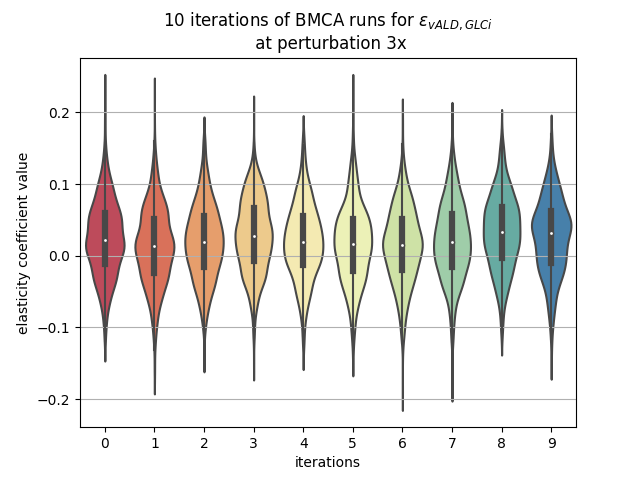 10 iterations of BMCA runs for ε_{vALD, GLCi}
at perturbation 3x
elasticity coefficient value
0.2
0.1
0.0
−0.1
−0.2
0 1 2 3 4 5 6 7 8 9
iterations